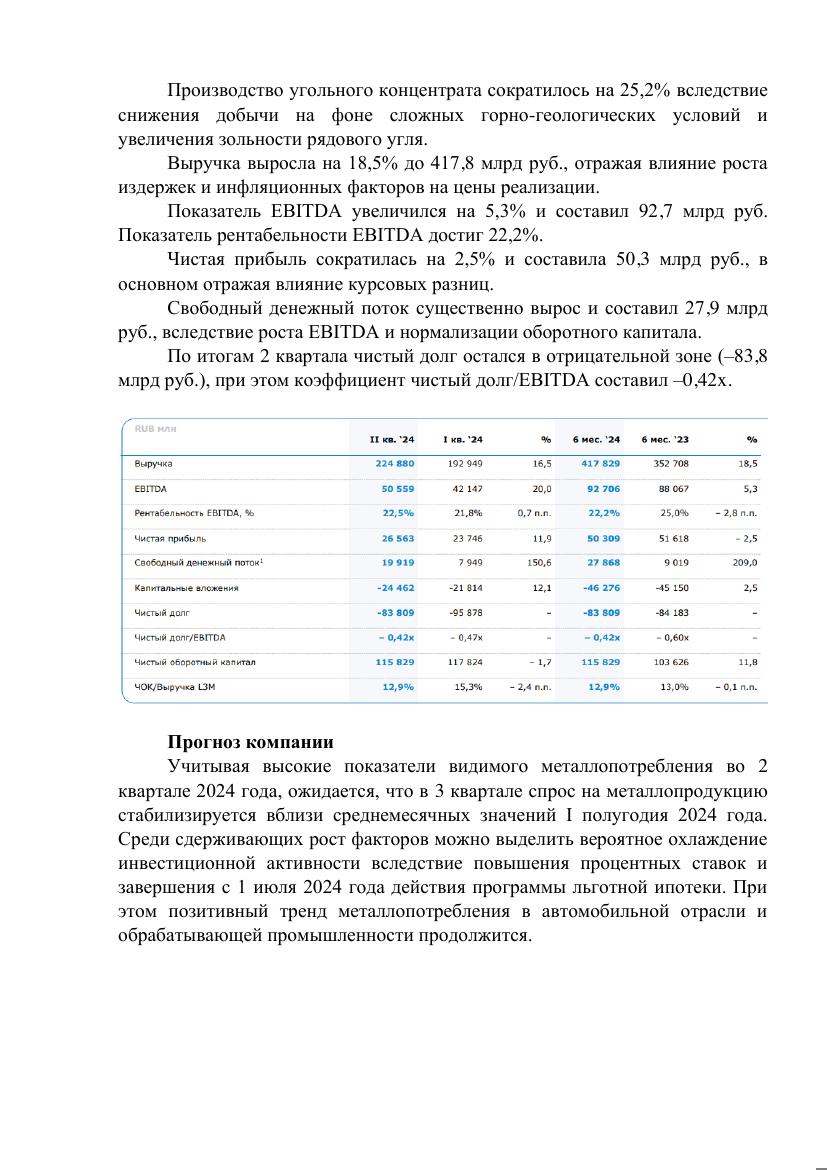 Производство угольного концентрата сократилось на 25,2% вследствие
снижения добычи на фоне сложных горно-геологических условий и
увеличения зольности рядового угля.
Выручка выросла на 18,5% до 417,8 млрд руб., отражая влияние роста
издержек и инфляционных факторов на цены реализации.
Показатель EBITDA увеличился на 5,3% и составил 92,7 млрд руб.
Показатель рентабельности EBITDA достиг 22,2%.
Чистая прибыль сократилась на 2,5% и составила 50,3 млрд руб., в
основном отражая влияние курсовых разниц.
Свободный денежный поток существенно вырос и составил 27,9 млрд
руб., вследствие роста EBITDA и нормализации оборотного капитала.
По итогам 2 квартала чистый долг остался в отрицательной зоне (–83,8
млрд руб.), при этом коэффициент чистый долг/EBITDA составил –0,42x.
RUB млн
II кв. '24 I кв. '24 % 6 мес. '24 6 мес. '23 %
Выручка 224 880 192 949 16,5 417 829 352 708 18,5
EBITDA 50 559 42 147 20,0 92 706 88 067 5,3
Рентабельность EBITDA, % 22,5% 21,8% 0,7 п.п. 22,2% 25,0% – 2,8 п.п.
Чистая прибыль 26 563 23 746 11,9 50 309 51 618 – 2,5
Свободный денежный поток¹ 19 919 7 949 150,6 27 868 9 019 209,0
Капитальные вложения -24 462 -21 814 12,1 -46 276 -45 150 2,5
Чистый долг -83 809 -95 878 – -83 809 -84 183 –
Чистый долг/EBITDA – 0,42x – 0,47x – – 0,42x – 0,60x –
Чистый оборотный капитал 115 829 117 824 – 1,7 115 829 103 626 11,8
ЧОК/Выручка L3M 12,9% 15,3% – 2,4 п.п. 12,9% 13,0% – 0,1 п.п.
Прогноз компании
Учитывая высокие показатели видимого металлопотребления во 2
квартале 2024 года, ожидается, что в 3 квартале спрос на металлопродукцию
стабилизируется вблизи среднемесячных значений I полугодия 2024 года.
Среди сдерживающих рост факторов можно выделить вероятное охлаждение
инвестиционной активности вследствие повышения процентных ставок и
завершения с 1 июля 2024 года действия программы льготной ипотеки. При
этом позитивный тренд металлопотребления в автомобильной отрасли и
обрабатывающей промышленности продолжится.